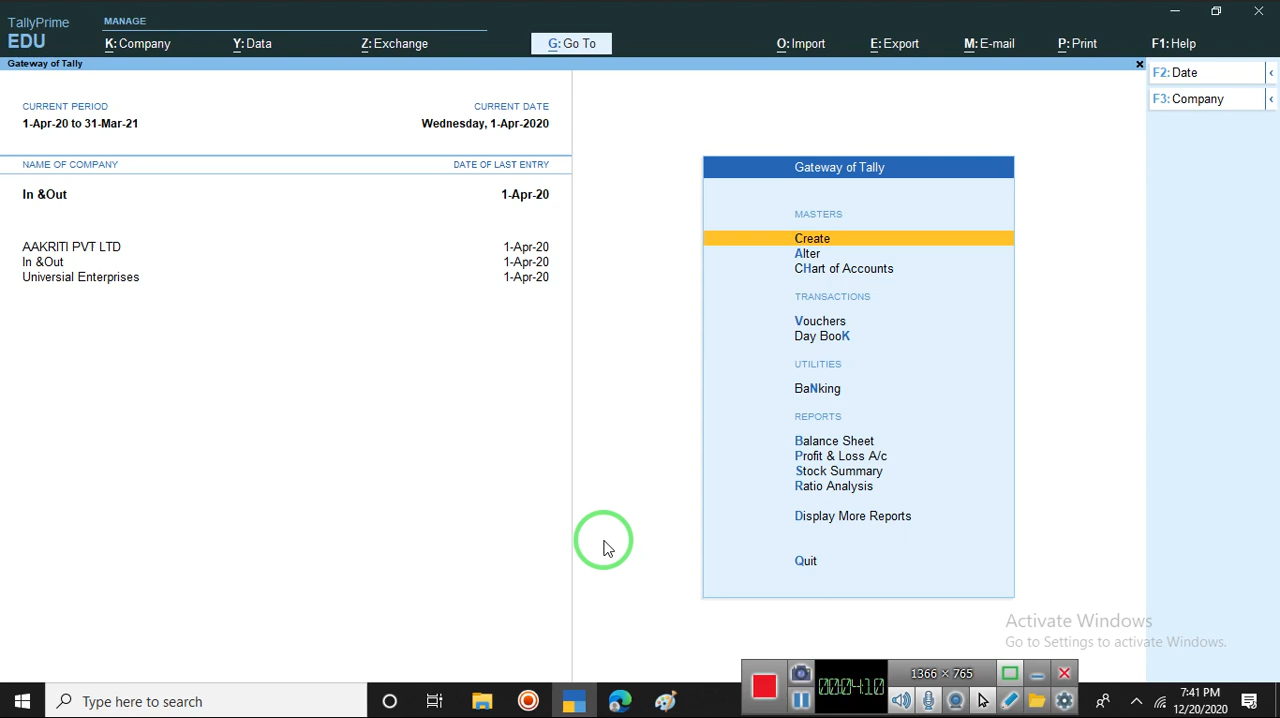 TallyPrime
EDU
MANAGE
K: Company
Y: Data
Z: Exchange
G: Go To
O: Import
E: Export
M: E-mail
P: Print
F1: Help
Gateway of Tally
CURRENT PERIOD
CURRENT DATE
1-Apr-20 to 31-Mar-21
Wednesday, 1-Apr-2020
NAME OF COMPANY
DATE OF LAST ENTRY
In &Out
1-Apr-20
AAKRITI PVT LTD
1-Apr-20
In &Out
1-Apr-20
Universial Enterprises
1-Apr-20
Gateway of Tally
MASTERS
Create
Alter
CHart of Accounts
TRANSACTIONS
Vouchers
Day BooK
UTILITIES
BaNking
REPORTS
Balance Sheet
Profit & Loss A/c
Stock Summary
Ratio Analysis
Display More Reports
Quit
F2: Date
F3: Company
Activate Windows
Go to Settings to activate Windows.
000410
1366 x 765
Type here to search
7:41 PM
12/20/2020